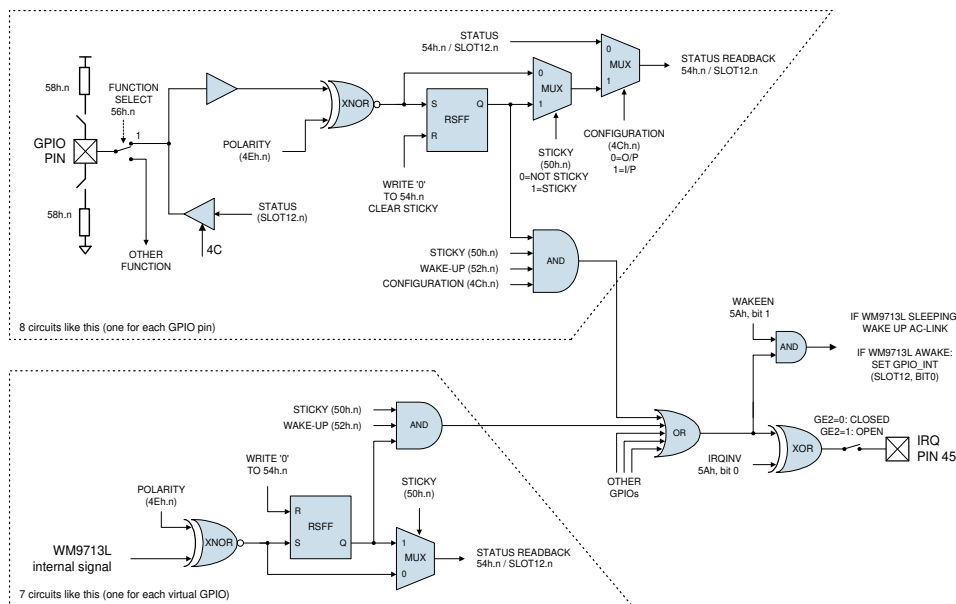 58h.n
FUNCTION
SELECT
56h.n
1
GPIO
PIN
58h.n
OTHER
FUNCTION
POLARITY
(4Eh.n)
STATUS
(SLOT12.n)
4C
XNOR
S
Q
RSFF
R
WRITE '0'
TO 54h.n
CLEAR STICKY
STATUS
54h.n / SLOT12.n
0
MUX
1
STICKY
(50h.n)
0=NOT STICKY
1=STICKY
0
MUX
1
STATUS READBACK
54h.n / SLOT12.n
CONFIGURATION
(4Ch.n)
0=O/P
1=I/P
STICKY (50h.n)
WAKE-UP (52h.n)
CONFIGURATION (4Ch.n)
AND
8 circuits like this (one for each GPIO pin)
WAKEEN
5Ah, bit 1
AND
IF WM9713L SLEEPING
WAKE UP AC-LINK
IF WM9713L AWAKE:
SET GPIO_INT
(SLOT12, BIT0)
STICKY (50h.n)
WAKE-UP (52h.n)
AND
OR
OTHER
GPIOs
IRQINV
5Ah, bit 0
XOR
GE2=0: CLOSED
GE2=1: OPEN
IRQ
PIN 45
WRITE '0'
TO 54h.n
POLARITY
(4Eh.n)
XNOR
WM9713L
internal signal
R
RSFF
S
Q
STICKY
(50h.n)
1
MUX
0
STATUS READBACK
54h.n / SLOT12.n
7 circuits like this (one for each virtual GPIO)